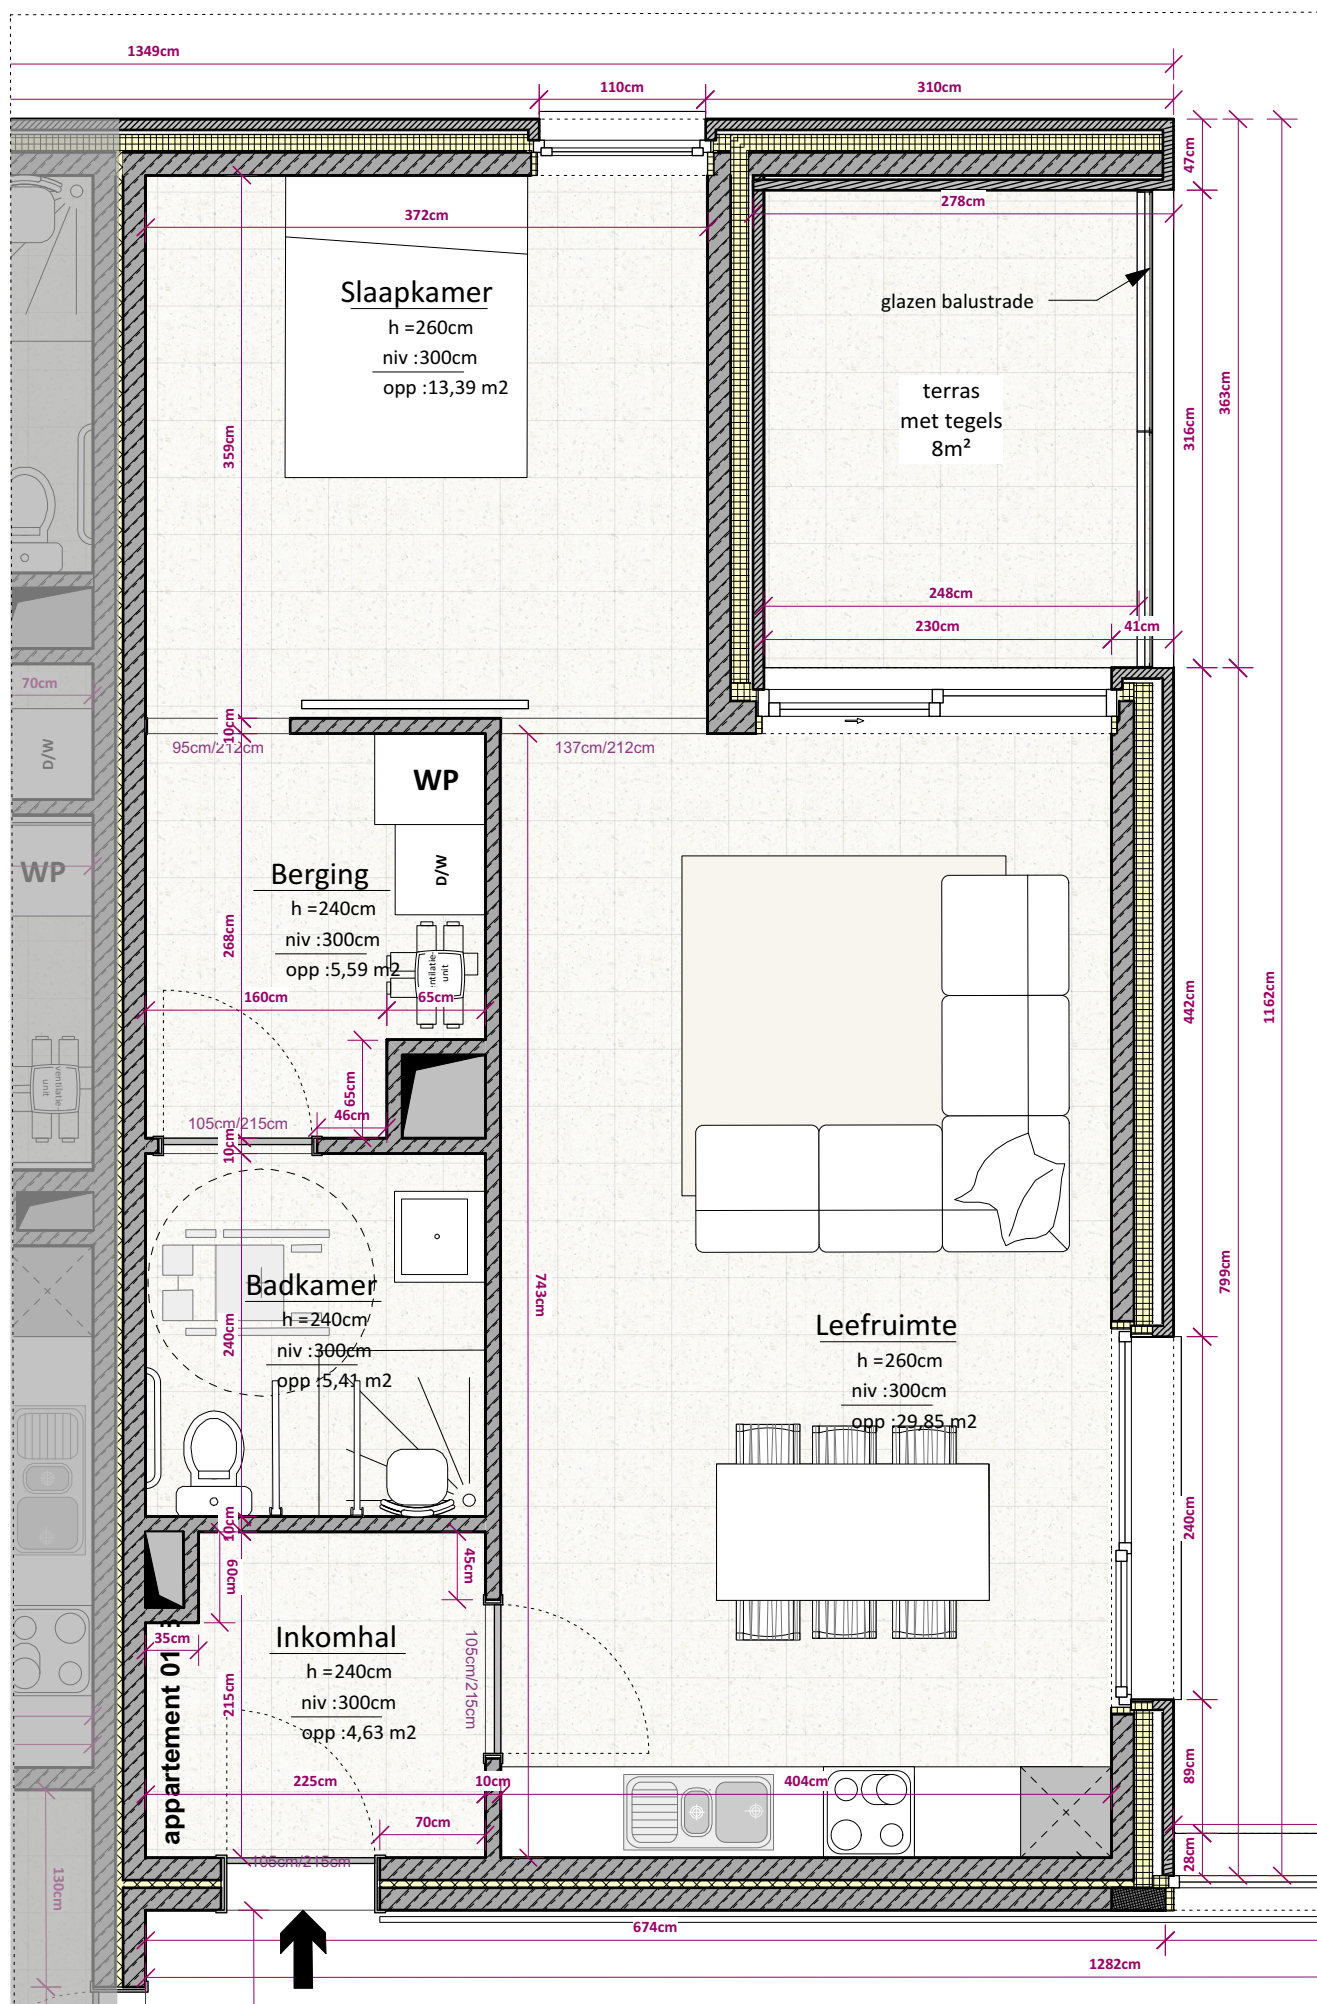 1349cm
110cm
310cm
47cm
278cm
372cm
Slaapkamer
h =260cm
niv :300cm
opp :13,39 m2
glazen balustrade
terras
met tegels
8m²
363cm
316cm
359cm
248cm
230cm
41cm
70cm
W/D
10cm
95cm/212cm
137cm/212cm
WP
D/W
WP
Berging
h =240cm
niv :300cm
opp :5,59 m2
ventilatie-
unit
268cm
160cm
65cm
442cm
1162cm
ventilatie-
unit
65cm
46cm
105cm/215cm
10cm
743cm
799cm
Badkamer
h =240cm
niv :300cm
opp :5,41 m2
240cm
Leefruimte
h =260cm
niv :300cm
opp :29,85 m2
240cm
10cm
60cm
45cm
35cm
Inkomhal
h =240cm
niv :300cm
opp :4,63 m2
215cm
105cm/215cm
appartement 01
225cm
10cm
404cm
70cm
89cm
28cm
105cm/215cm
130cm
674cm
1282cm